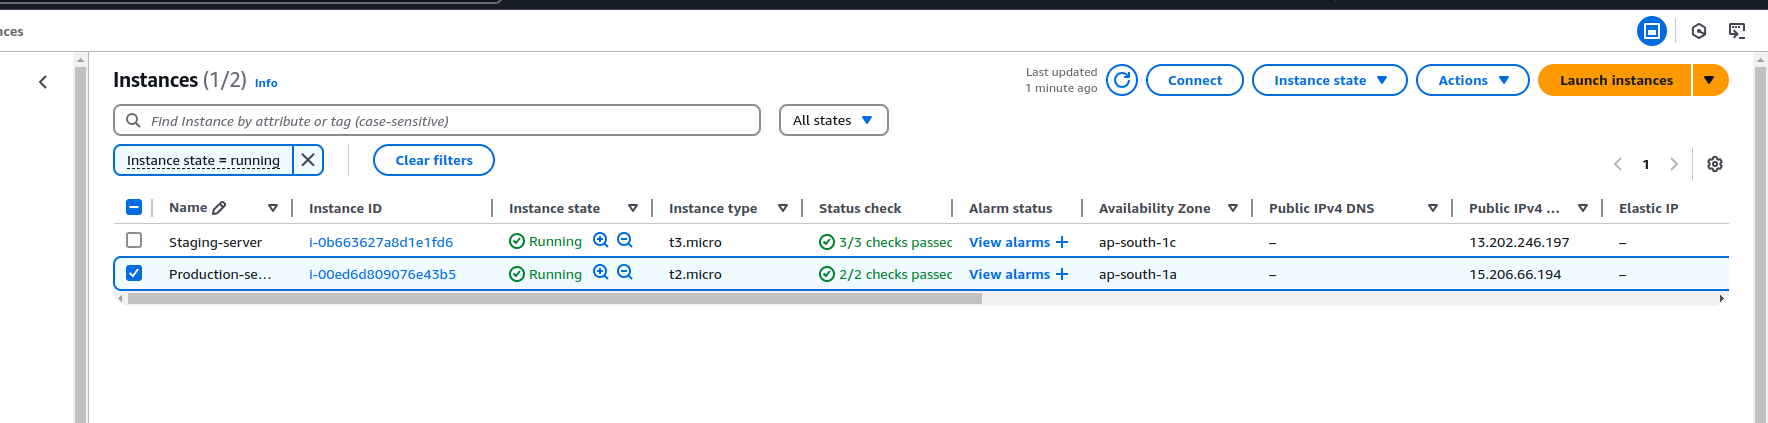 nces
Instances (1/2) Info
Last updated
1 minute ago
Connect
Instance state
Actions
Launch instances
Find Instance by attribute or tag (case-sensitive)
All states
Instance state = running
Clear filters
1
Name Instance ID Instance state Instance type Status check Alarm status Availability Zone Public IPv4 DNS Public IPv4 ... Elastic IP
Staging-server i-0b663627a8d1e1fd6 Running t3.micro 3/3 checks passec View alarms + ap-south-1c – 13.202.246.197 –
Production-se... i-00ed6d809076e43b5 Running t2.micro 2/2 checks passec View alarms + ap-south-1a – 15.206.66.194 –